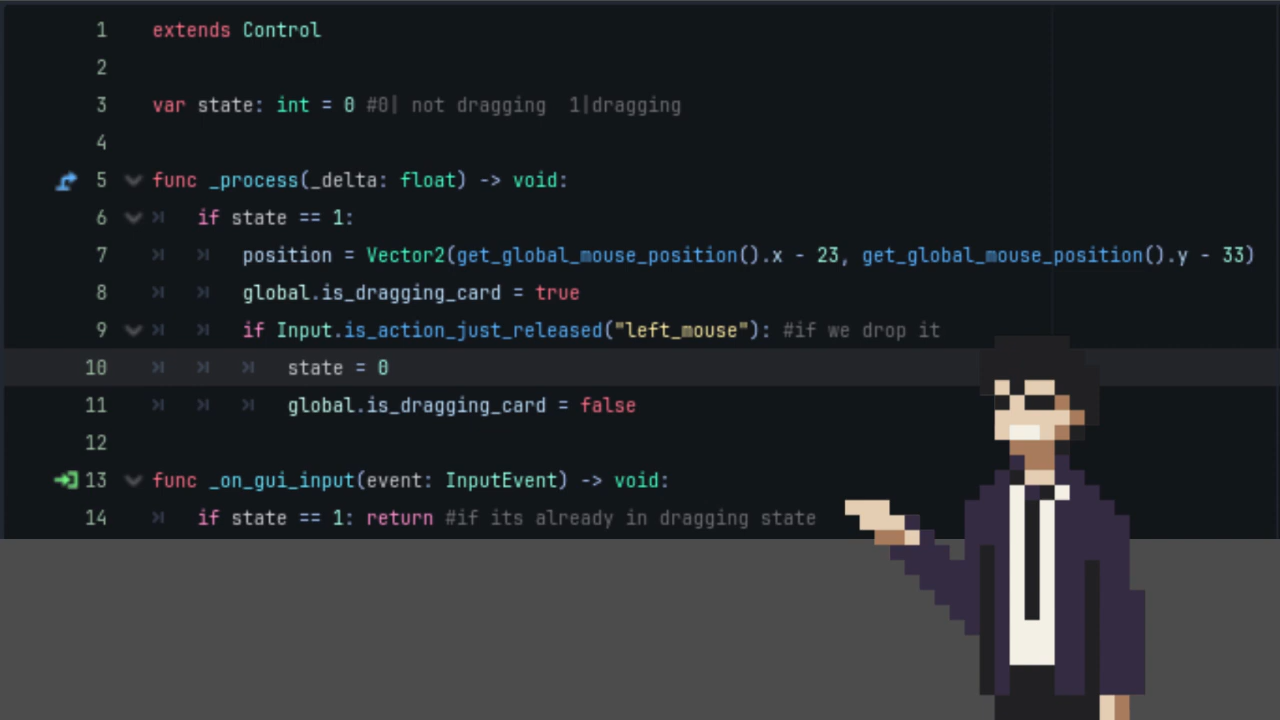 1 extends Control
2
3 var state: int = 0 #0| not dragging  1|dragging
4
5 func _process(_delta: float) -> void:
6 if state == 1:
7 position = Vector2(get_global_mouse_position().x - 23, get_global_mouse_position().y - 33)
8 global.is_dragging_card = true
9 if Input.is_action_just_released("left_mouse"): #if we drop it
10 state = 0
11 global.is_dragging_card = false
12
13 func _on_gui_input(event: InputEvent) -> void:
14 if state == 1: return #if its already in dragging state